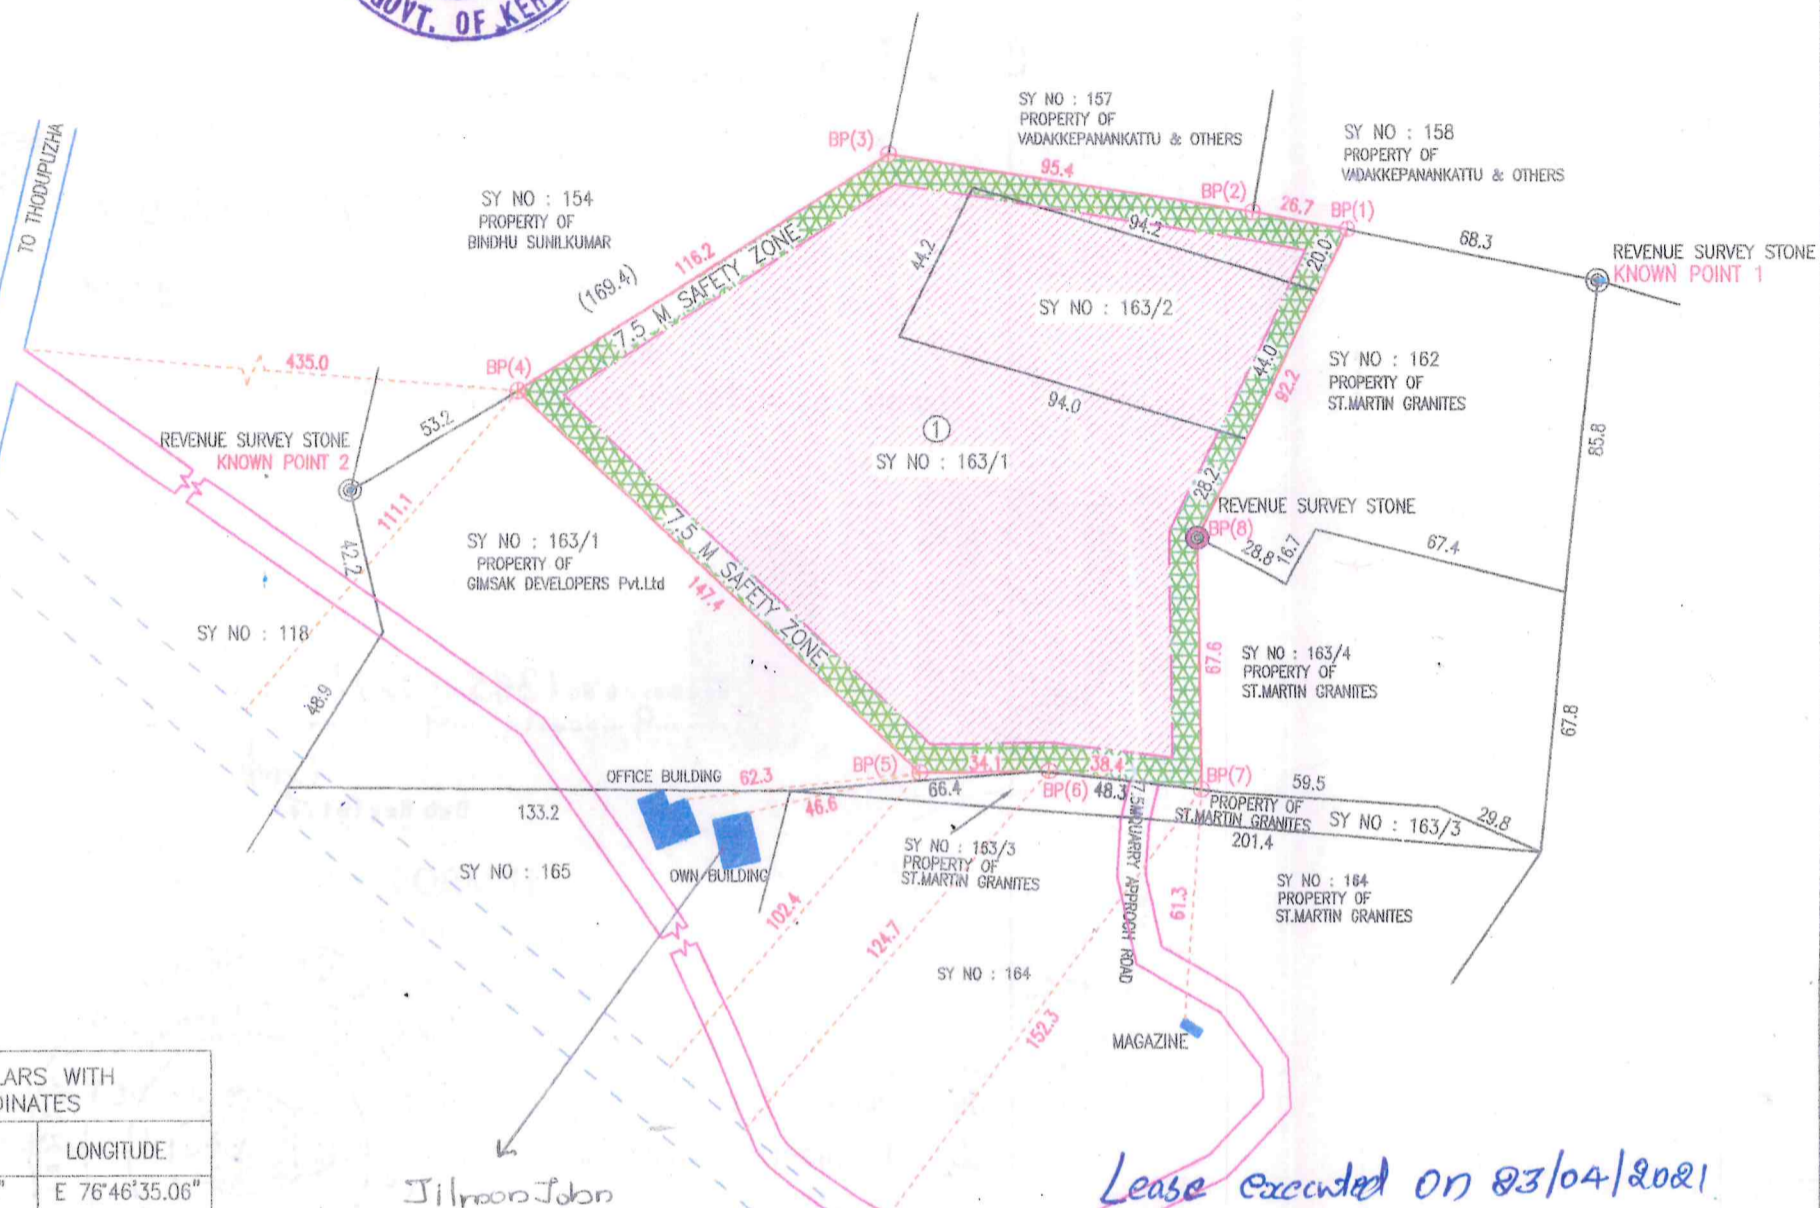 GOVT. OF KER
TO THODUPUZHA
SY NO : 157
PROPERTY OF
VADAKKEPANANKATTU & OTHERS
SY NO : 158
PROPERTY OF
VADAKKEPANANKATTU & OTHERS
BP(3)
95.4
BP(2)
26.7
BP(1)
68.3
REVENUE SURVEY STONE
KNOWN POINT 1
SY NO : 154
PROPERTY OF
BINDHU SUNILKUMAR
116.2
(169.4)
7.5 M SAFETY ZONE
44.2
94.2
20.0
SY NO : 163/2
44.0
92.2
94.0
SY NO : 162
PROPERTY OF
ST.MARTIN GRANITES
85.8
435.0
BP(4)
53.2
REVENUE SURVEY STONE
KNOWN POINT 2
111.1
42.2
1
SY NO : 163/1
28.2
REVENUE SURVEY STONE
BP(8)
28.8
16.7
67.4
SY NO : 163/1
PROPERTY OF
GIMSAK DEVELOPERS Pvt.Ltd
7.5 M SAFETY ZONE
147.4
SY NO : 118
48.9
67.6
SY NO : 163/4
PROPERTY OF
ST.MARTIN GRANITES
67.8
OFFICE BUILDING
62.3
BP(5)
34.1
38.4
BP(6)
BP(7)
59.5
133.2
46.6
66.4
48.3
PROPERTY OF
ST.MARTIN GRANITES
SY NO : 163/3
29.8
201.4
SY NO : 165
OWN BUILDING
SY NO : 163/3
PROPERTY OF
ST.MARTIN GRANITES
7.5M QUARRY APPROCH ROAD
SY NO : 164
PROPERTY OF
ST.MARTIN GRANITES
102.4
124.7
61.3
SY NO : 164
152.3
MAGAZINE
LARS WITH
DINATES
LONGITUDE
" E 76°46'35.06"
Lease executed on 23/04/2021